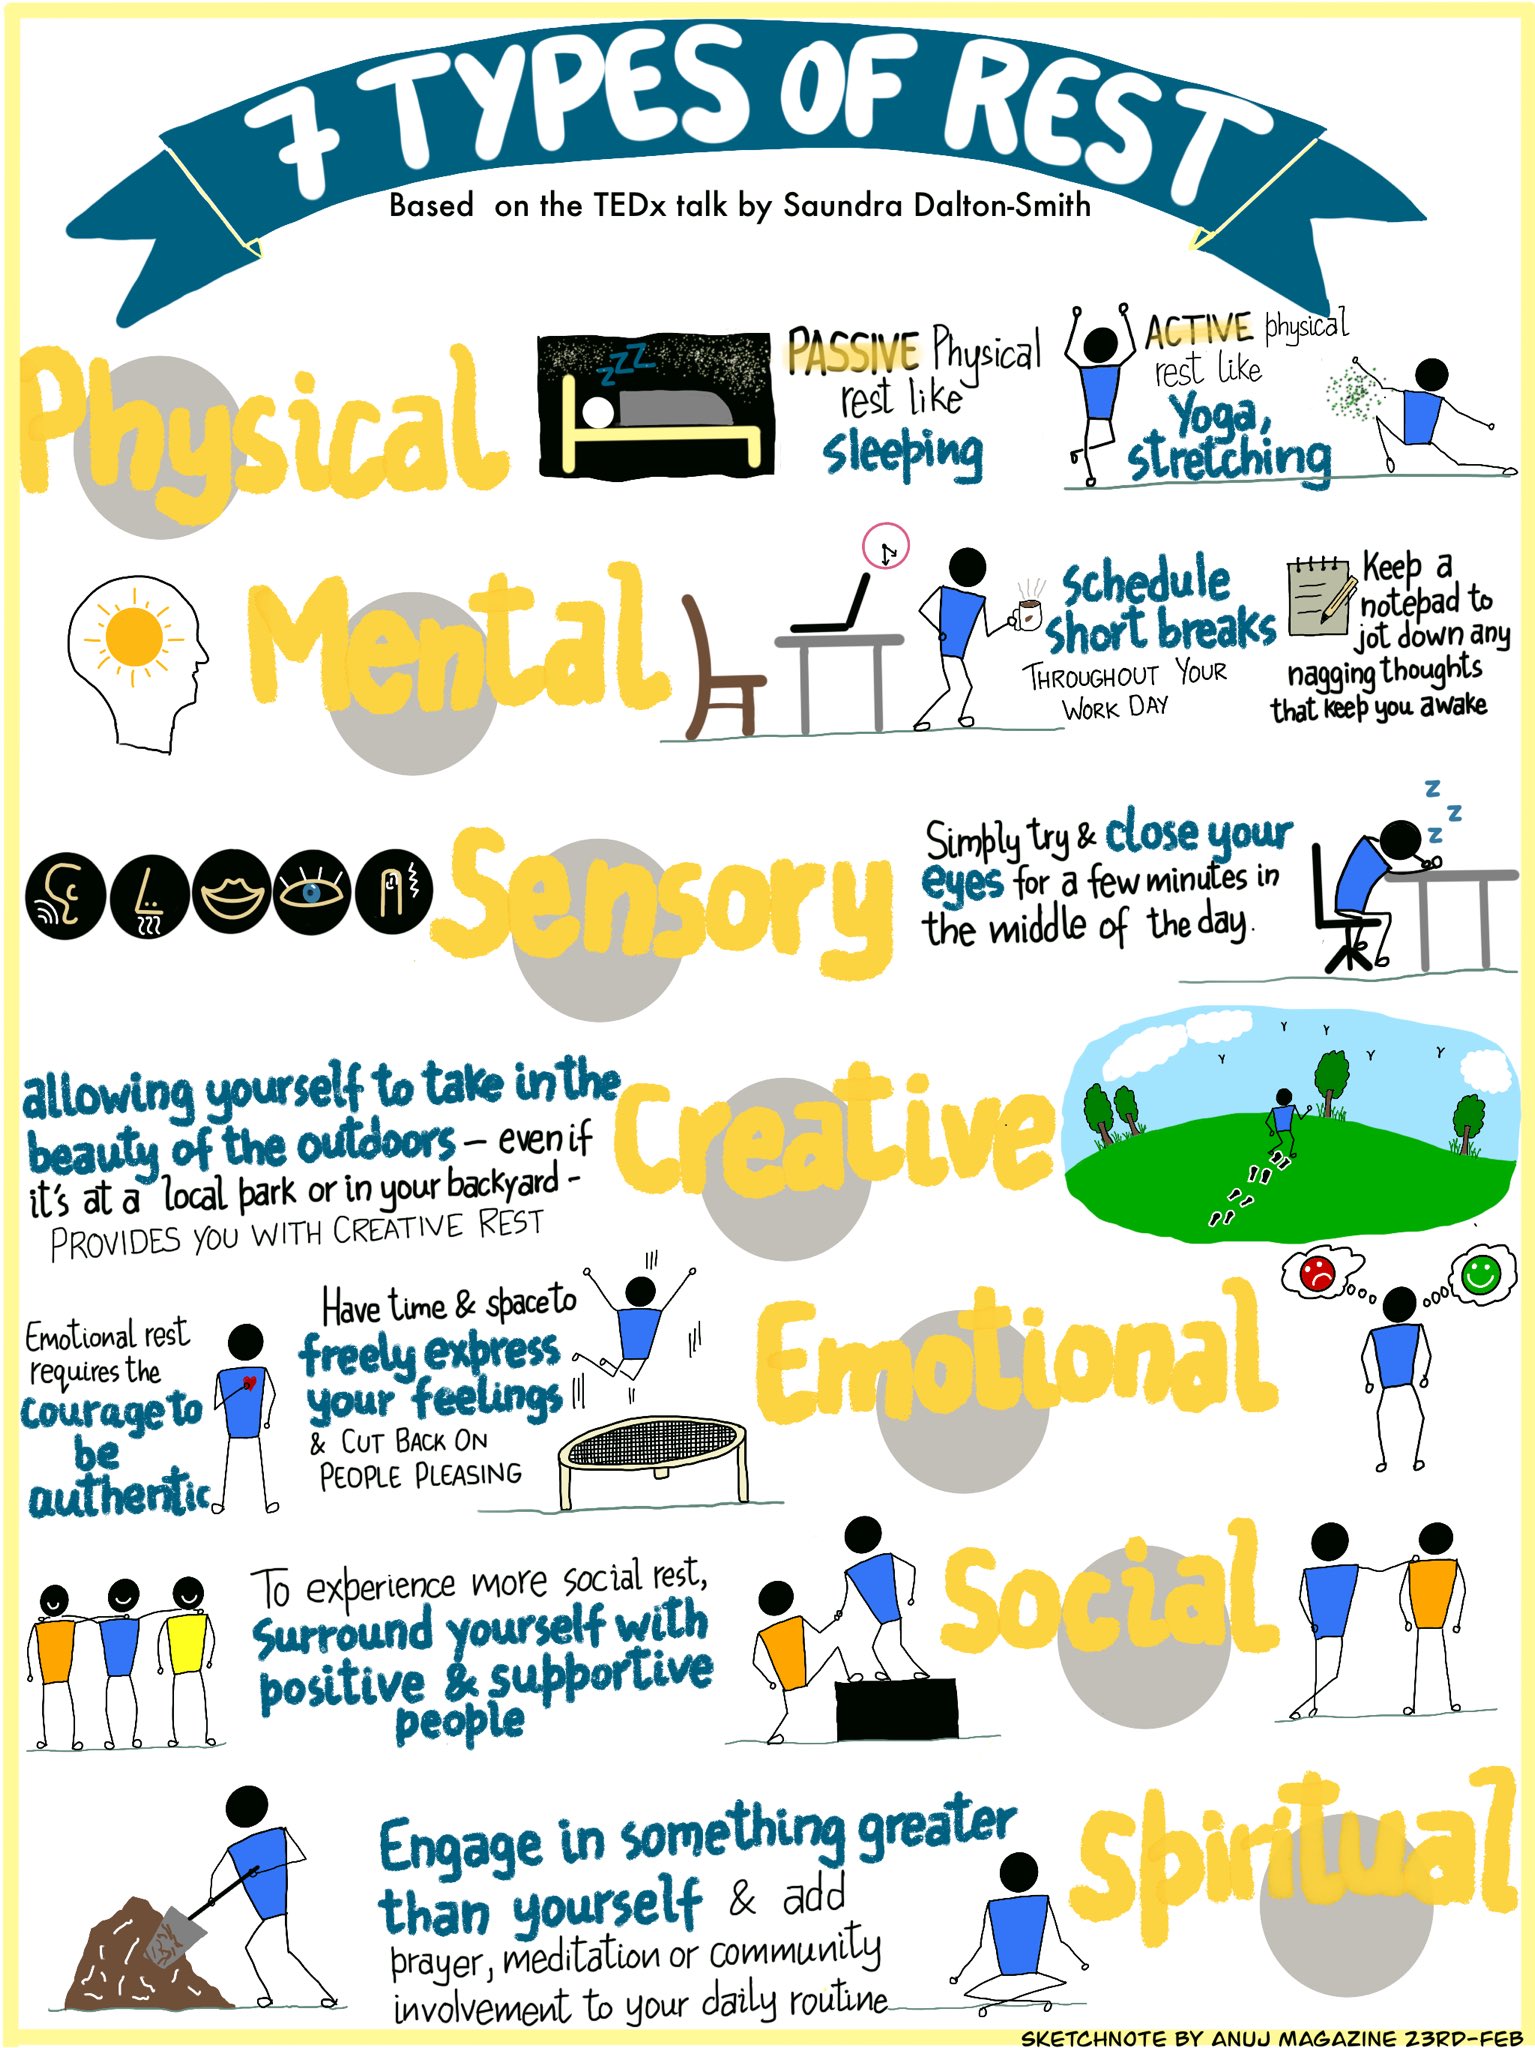 7 TYPES OF REST
Based on the TEDx talk by Saundra Dalton-Smith
Physical
zzz
PASSIVE Physical
rest like
sleeping
ACTIVE physical
rest like
Yoga,
stretching
Mental
Schedule
short breaks
THROUGHOUT YOUR
WORK DAY
Keep a
notepad to
jot down any
nagging thoughts
that keep you awake
Sensory
Simply try & close your
eyes for a few minutes in
the middle of the day.
z
z
z
allowing yourself to take in the
beauty of the outdoors – even if
it's at a local park or in your backyard -
PROVIDES YOU WITH CREATIVE REST
Creative
Emotional rest
requires the
courage to
be
authentic
Have time & space to
freely express
your feelings
& CUT BACK ON
PEOPLE PLEASING
Emotional
To experience more social rest,
Surround yourself with
positive & supportive
people
Social
Engage in something greater
than yourself & add
prayer, meditation or community
involvement to your daily routine
Spiritual
SKETCHNOTE BY ANUJ MAGAZINE 23RD-FEB